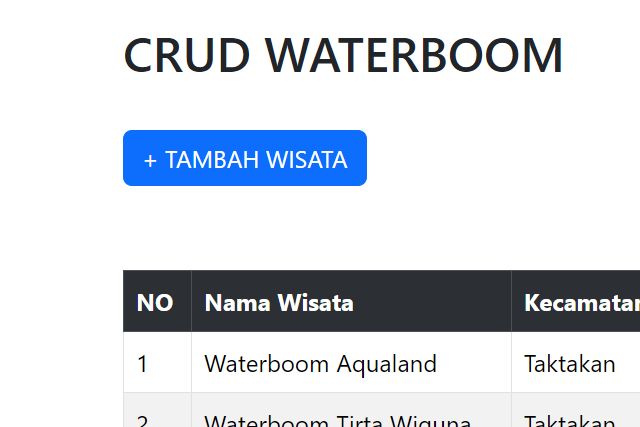 CRUD WATERBOOM
+ TAMBAH WISATA
NO Nama Wisata Kecamatan
1 Waterboom Aqualand Taktakan
2 Waterboom Tirta Wiguna Taktakan